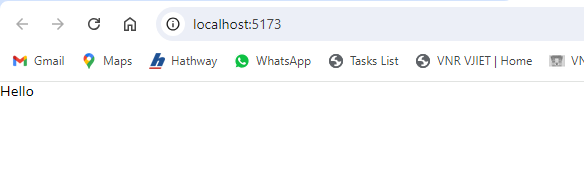 localhost:5173
Gmail Maps Hathway WhatsApp Tasks List VNR VJIET | Home VN
Hello